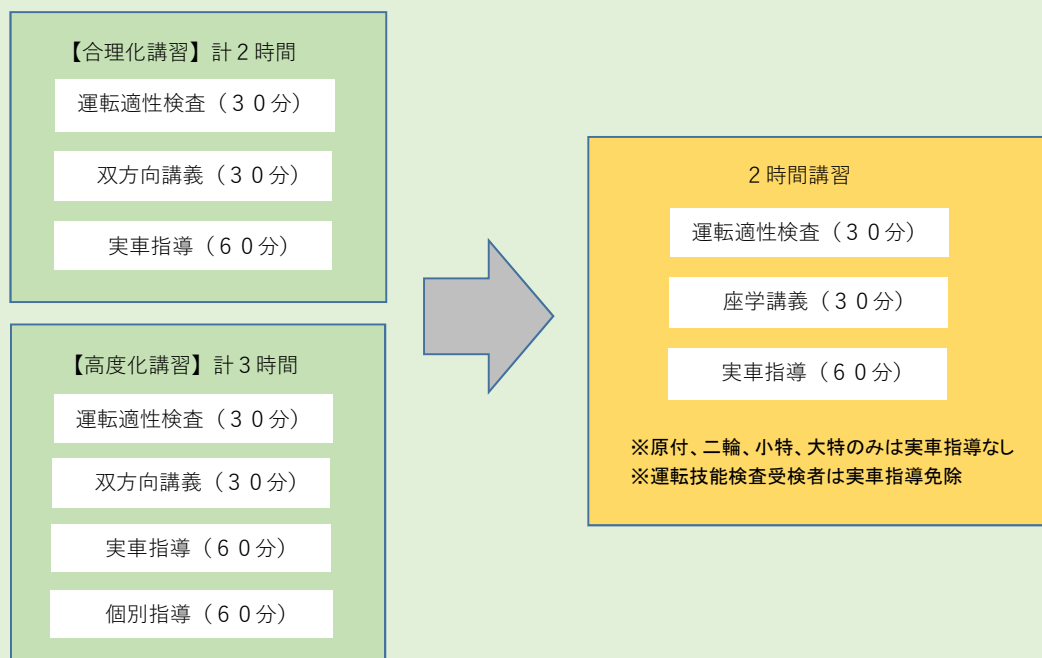 【合理化講習】計２時間
運転適性検査（３０分）
双方向講義（３０分）
実車指導（６０分）
【高度化講習】計３時間
運転適性検査（３０分）
双方向講義（３０分）
実車指導（６０分）
個別指導（６０分）
２時間講習
運転適性検査（３０分）
座学講義（３０分）
実車指導（６０分）
※原付、二輪、小特、大特のみは実車指導なし
※運転技能検査受検者は実車指導免除